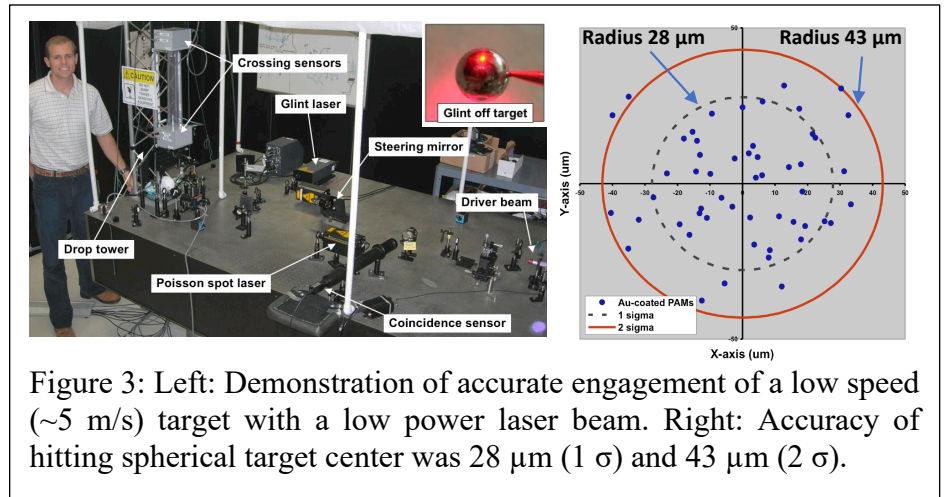 Crossing sensors
Glint laser
Glint off target
Steering mirror
Driver beam
Drop tower
Poisson spot laser
Coincidence sensor
Radius 28 µm
Radius 43 µm
50
Y-axis (um)
-50
-40
-30
-20
-10
0
10
20
30
40
50
Au-coated PAMs
1 sigma
2 sigma
-50
X-axis (um)
Figure 3: Left: Demonstration of accurate engagement of a low speed
(~5 m/s) target with a low power laser beam. Right: Accuracy of
hitting spherical target center was 28 µm (1 σ) and 43 µm (2 σ).